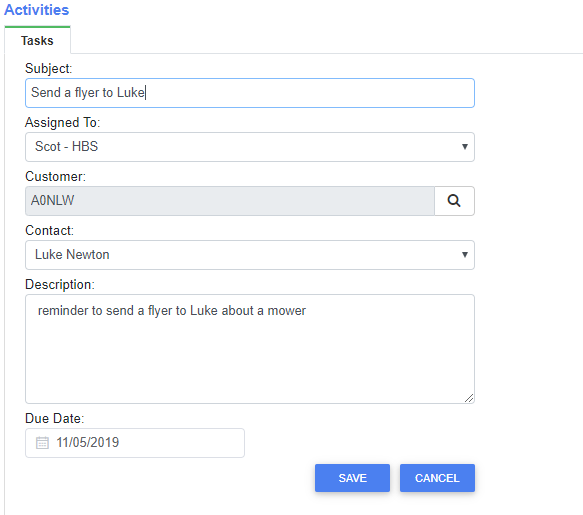 Activities
Tasks
Subject:
Send a flyer to Luke
Assigned To:
Scot - HBS
Customer:
A0NLW
Contact:
Luke Newton
Description:
reminder to send a flyer to Luke about a mower
Due Date:
11/05/2019
SAVE CANCEL